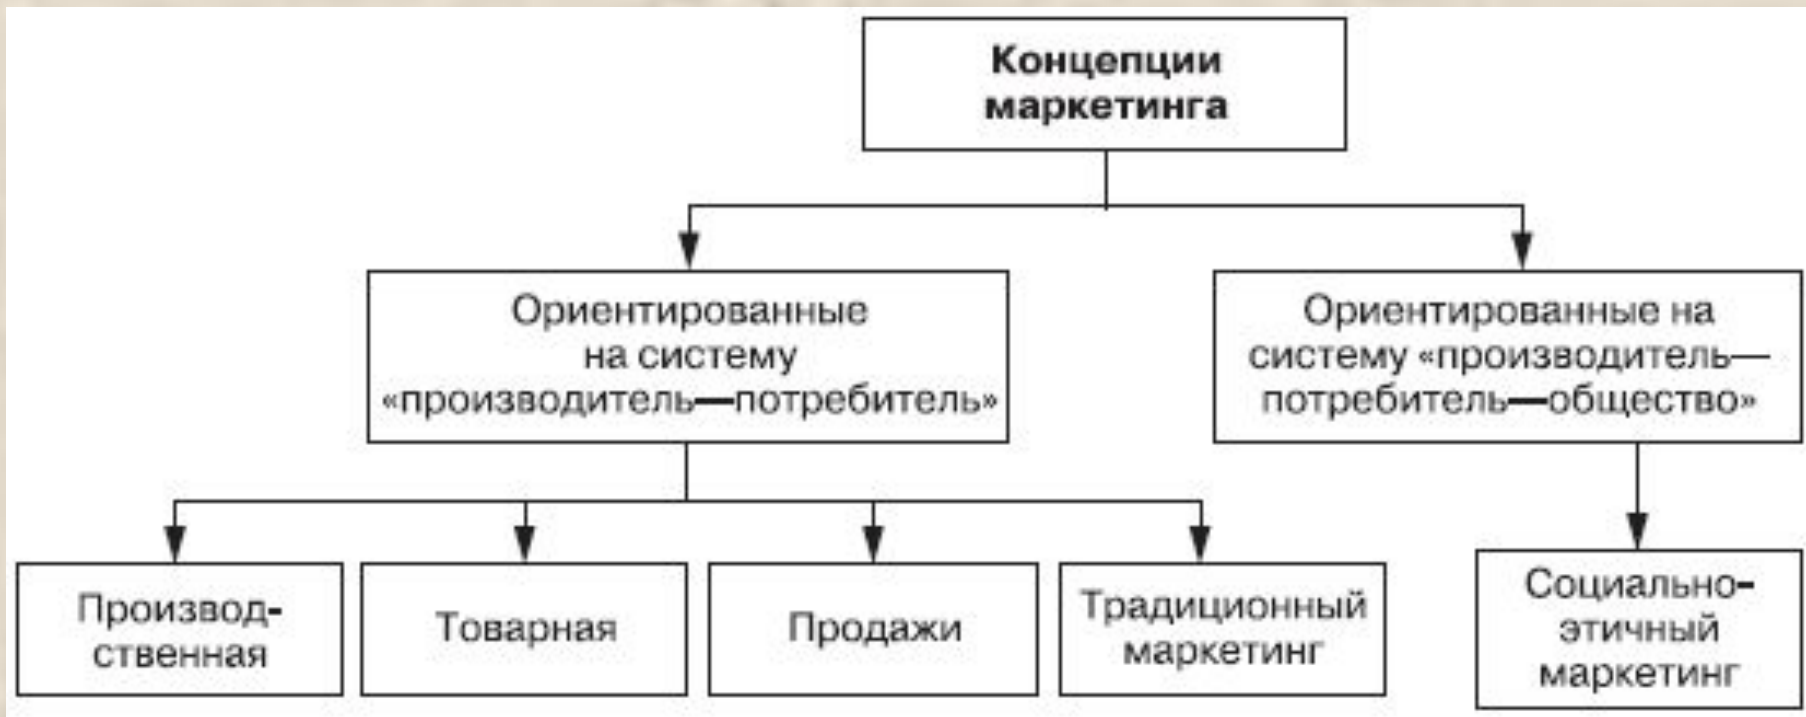 Концепции
маркетинга
Ориентированные
на систему
«производитель—потребитель»
Ориентированные на
систему «производитель—
потребитель—общество»
Производ-
ственная
Товарная
Продажи
Традиционный
маркетинг
Социально-
этичный
маркетинг